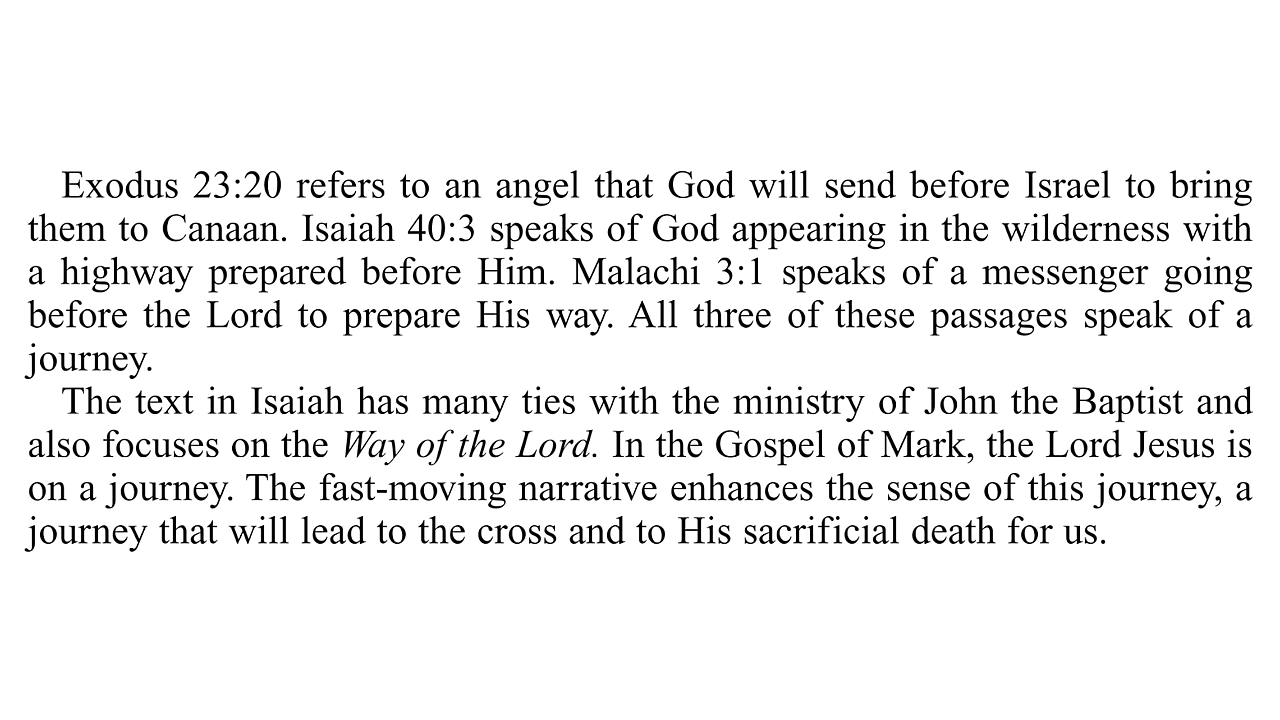 Exodus 23:20 refers to an angel that God will send before Israel to bring
them to Canaan. Isaiah 40:3 speaks of God appearing in the wilderness with
a highway prepared before Him. Malachi 3:1 speaks of a messenger going
before the Lord to prepare His way. All three of these passages speak of a
journey.
The text in Isaiah has many ties with the ministry of John the Baptist and
also focuses on the Way of the Lord. In the Gospel of Mark, the Lord Jesus is
on a journey. The fast-moving narrative enhances the sense of this journey, a
journey that will lead to the cross and to His sacrificial death for us.